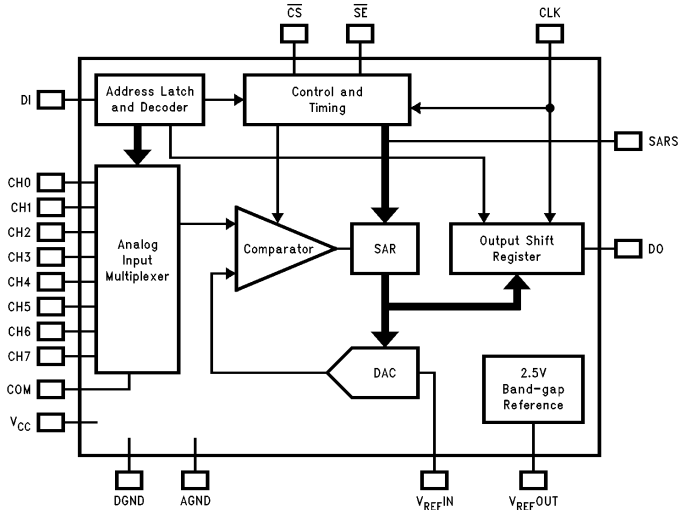 CS
SE
CLK
DI
Address Latch
and Decoder
Control and
Timing
SARS
CH0
CH1
CH2
CH3
CH4
CH5
CH6
CH7
COM
VCC
Analog
Input
Multiplexer
Comparator
SAR
Output Shift
Register
DO
DAC
2.5V
Band-gap
Reference
DGND
AGND
VREFIN
VREFOUT